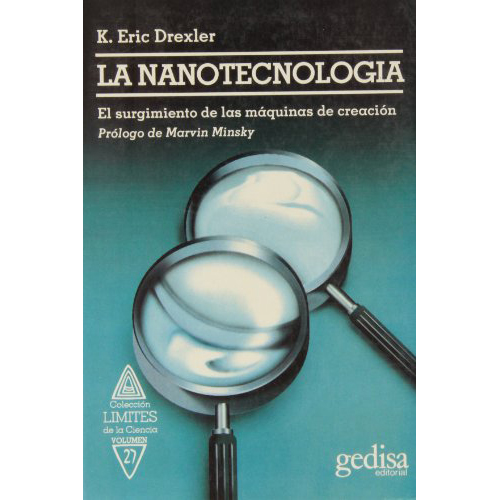 K. Eric Drexler
LA NANOTECNOLOGIA
El surgimiento de las máquinas de creación
Prólogo de Marvin Minsky
Colección
LIMITES
de la Ciencia
VOLUMEN
27
gedisa
editorial